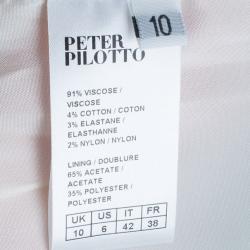 10
PETER
PILOTTO
91% VISCOSE /
VISCOSE
4% COTTON / COTON
3% ELASTANE /
ELASTHANNE
2% NYLON / NYLON
LINING / DOUBLURE
65% ACETATE /
ACETATE
35% POLYESTER /
POLYESTER
UK US IT FR
10 6 42 38